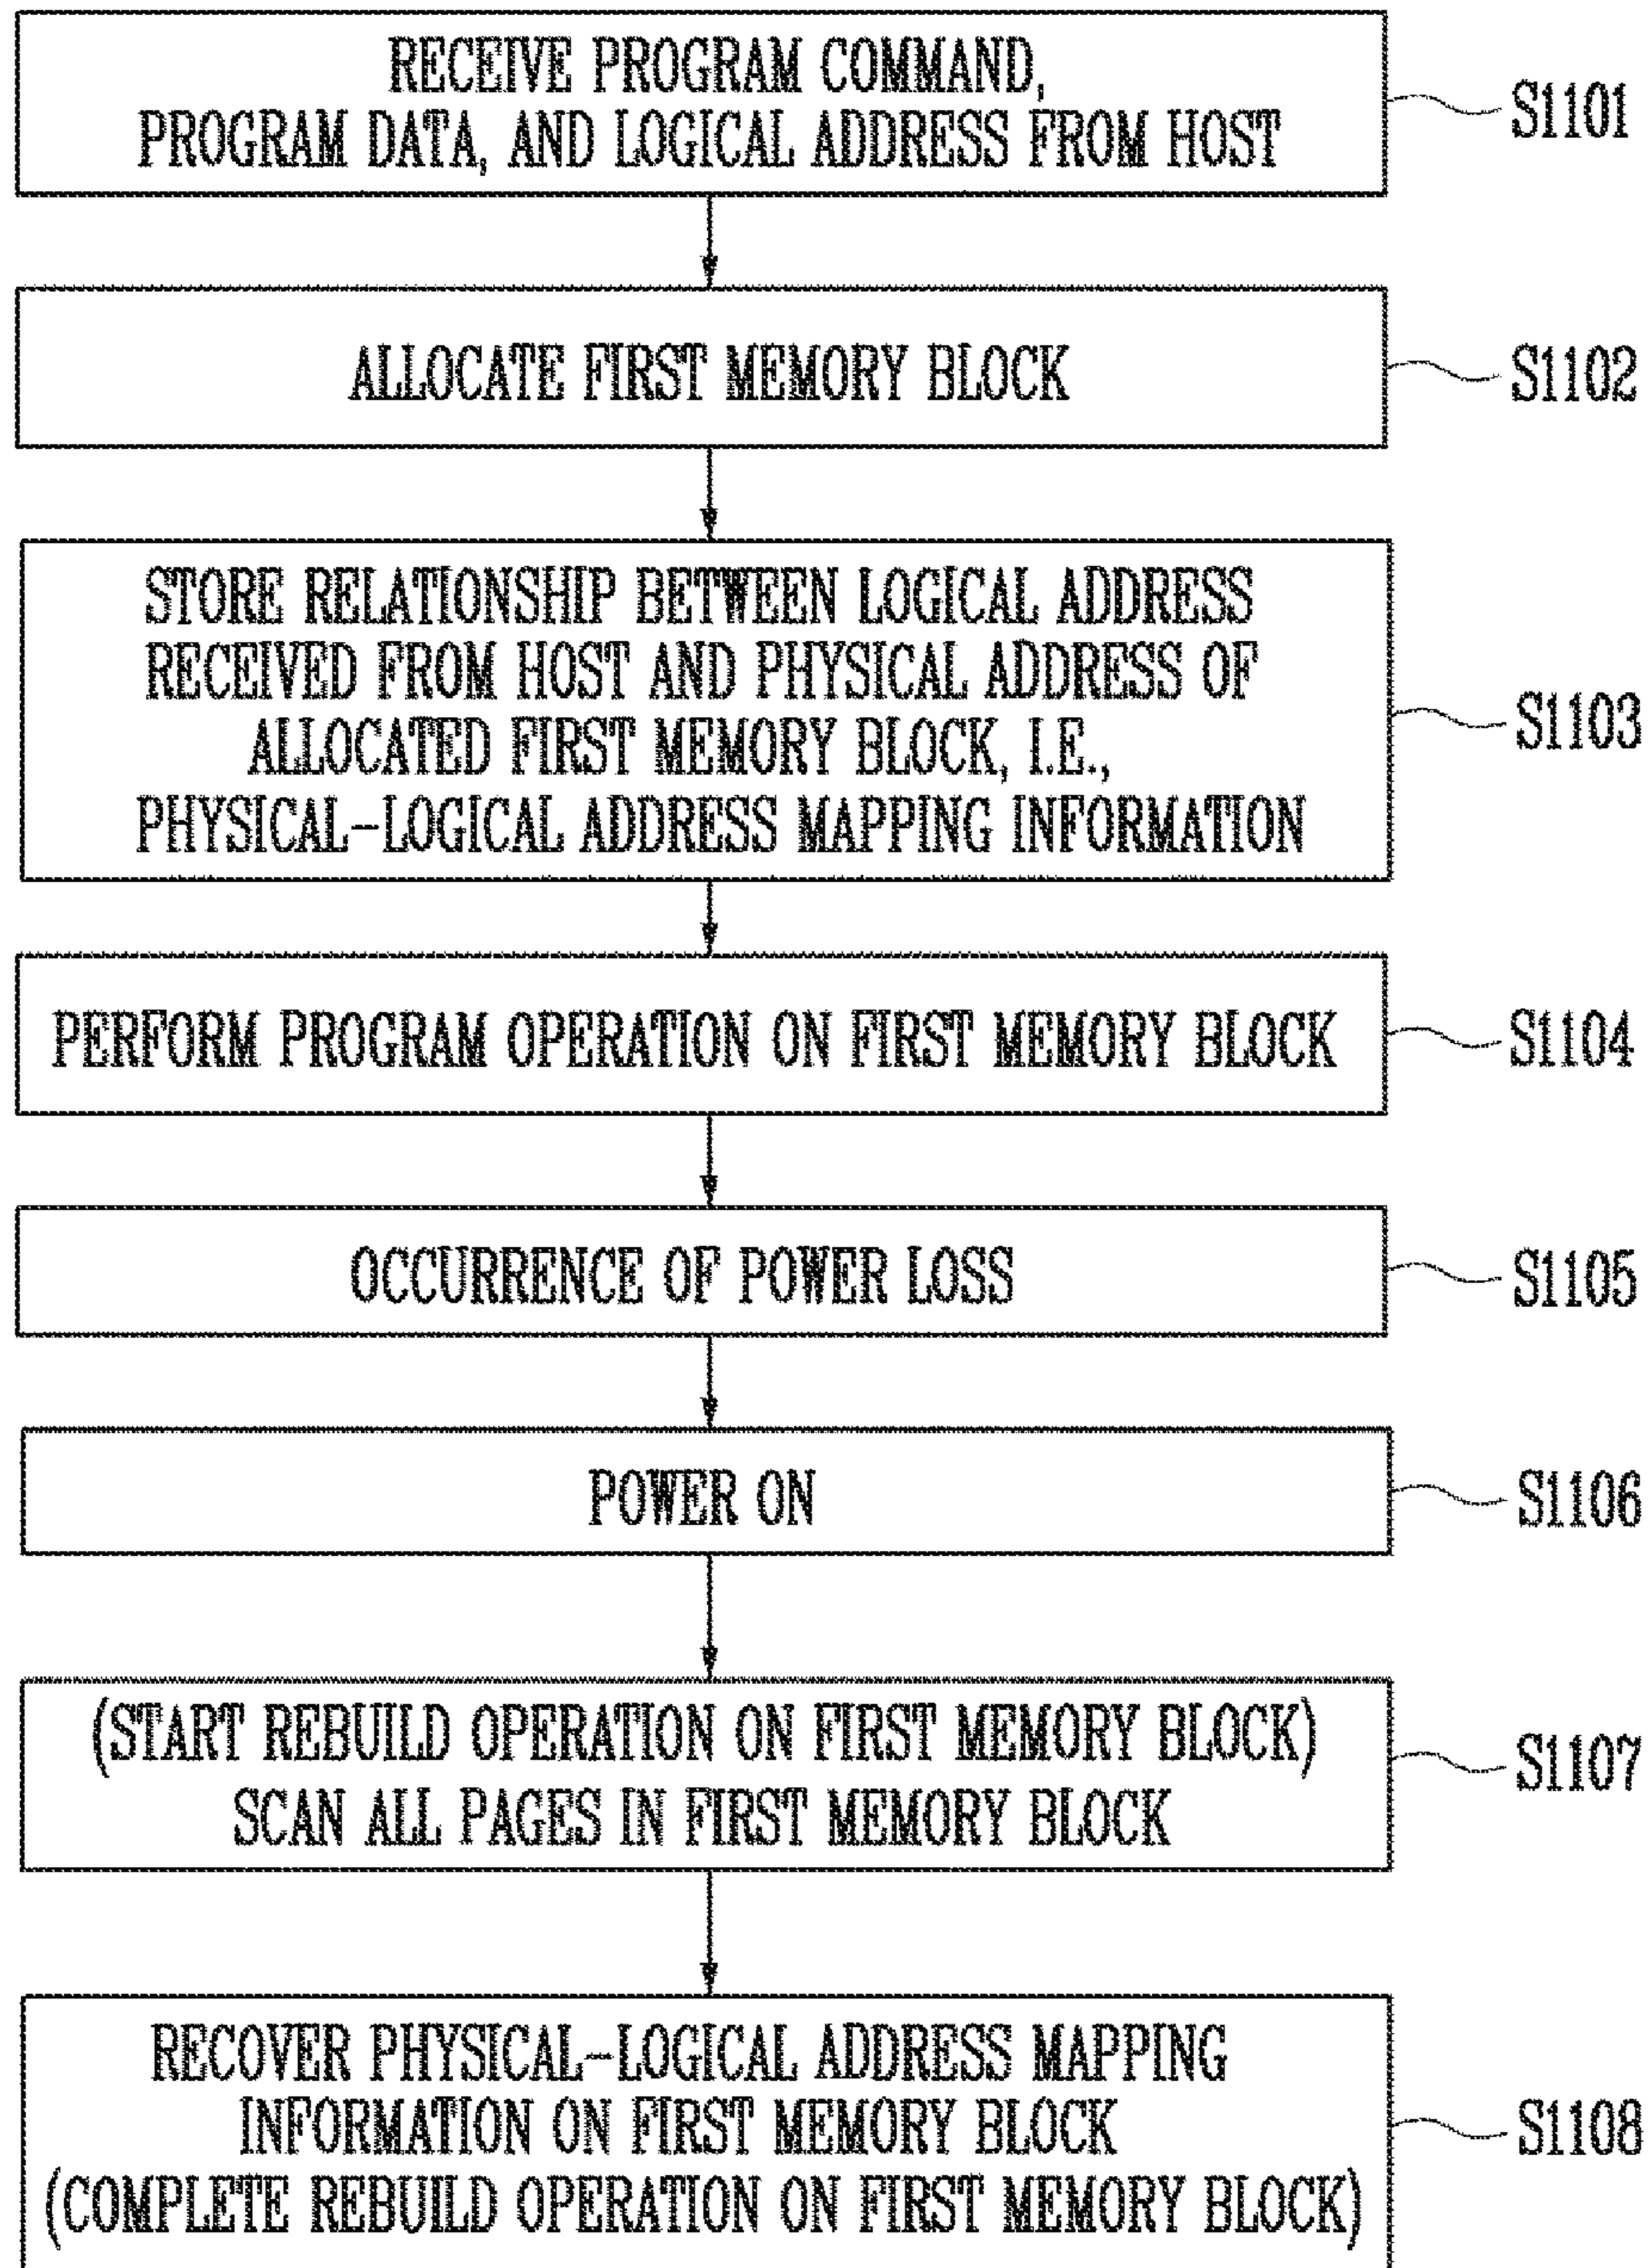 RECEIVE PROGRAM COMMAND,
PROGRAM DATA, AND LOGICAL ADDRESS FROM HOST
S1101
ALLOCATE FIRST MEMORY BLOCK
S1102
STORE RELATIONSHIP BETWEEN LOGICAL ADDRESS
RECEIVED FROM HOST AND PHYSICAL ADDRESS OF
ALLOCATED FIRST MEMORY BLOCK, I.E.,
PHYSICAL-LOGICAL ADDRESS MAPPING INFORMATION
S1103
PERFORM PROGRAM OPERATION ON FIRST MEMORY BLOCK
S1104
OCCURRENCE OF POWER LOSS
S1105
POWER ON
S1106
(START REBUILD OPERATION ON FIRST MEMORY BLOCK)
SCAN ALL PAGES IN FIRST MEMORY BLOCK
S1107
RECOVER PHYSICAL-LOGICAL ADDRESS MAPPING
INFORMATION ON FIRST MEMORY BLOCK
(COMPLETE REBUILD OPERATION ON FIRST MEMORY BLOCK)
S1108